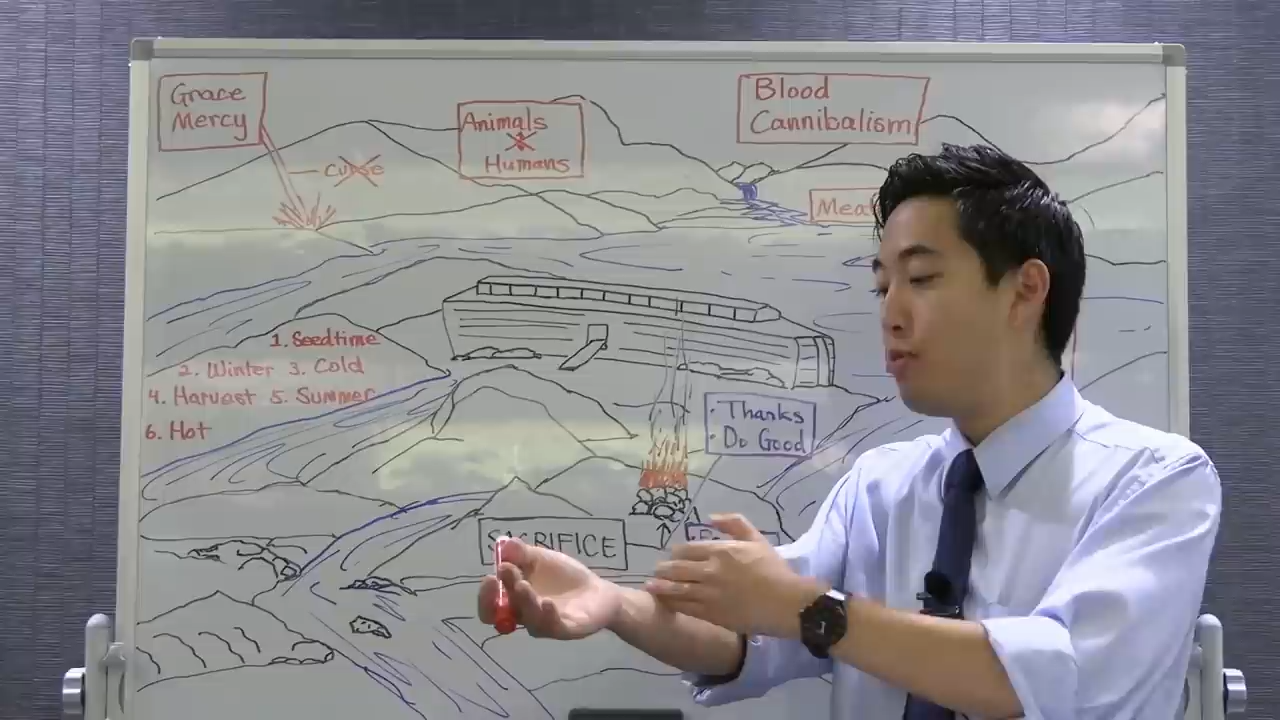 Grace
Mercy
curse
Animals
Humans
Blood
Cannibalism
1. Seedtime
2. Winter 3. Cold
4. Harvest 5. Summer
6. Hot
• Thanks
• Do Good
SACRIFICE